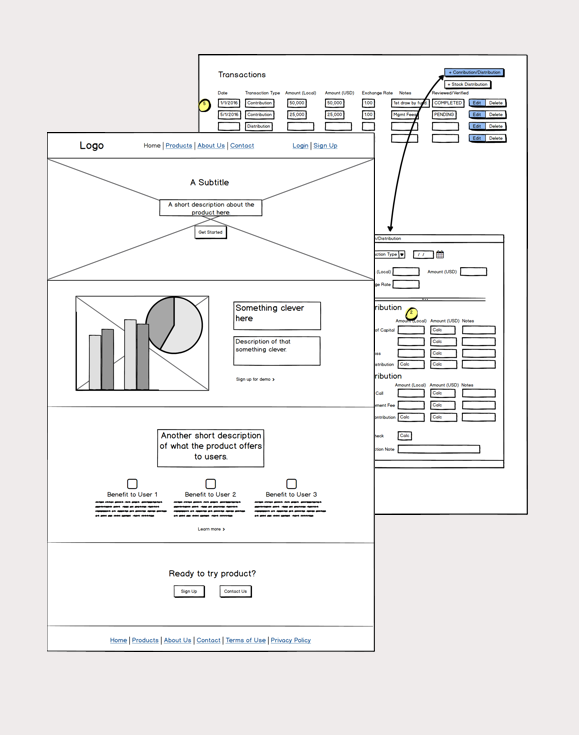 Transactions
+ Contribution/Distribution
+ Stock Distribution
Date Transaction Type Amount (Local) Amount (USD) Exchange Rate Notes Reviewed/Verified
1/1/2016 Contribution 50,000 50,000 1.00 1st draw by fund COMPLETED Edit Delete
5/1/2016 Contribution 25,000 25,000 1.00 Mgmt Fees PENDING Edit Delete
Distribution Edit Delete
Edit Delete
Logo Home | Products | About Us | Contact Login | Sign Up
A Subtitle
A short description about the
product here
Get Started
Something clever
here
Description of that
something clever
Sign up for demo >
Another short description
of what the product offers
to users.
Benefit to User 1 Benefit to User 2 Benefit to User 3
Learn more >
Ready to try product?
Sign Up Contact Us
Home | Products | About Us | Contact | Terms of Use | Privacy Policy
/Distribution
ction Type / /
(Local) Amount (USD)
ge Rate
ribution
Amount (Local) Amount (USD) Notes
of Capital Calc
Calc
ss Calc
stribution Calc Calc
ribution
Amount (Local) Amount (USD) Notes
Call Calc
ment Fee Calc
ontribution Calc Calc
heck Calc
tion Note